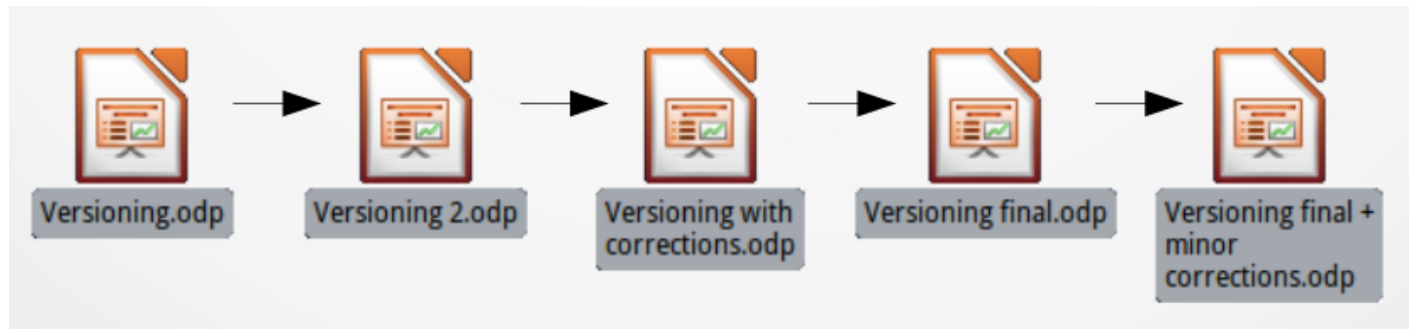 Versioning.odp
Versioning 2.odp
Versioning with
corrections.odp
Versioning final.odp
Versioning final +
minor
corrections.odp